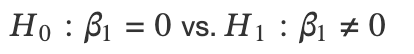 H₀ : β₁ = 0 vs. H₁ : β₁ ≠ 0